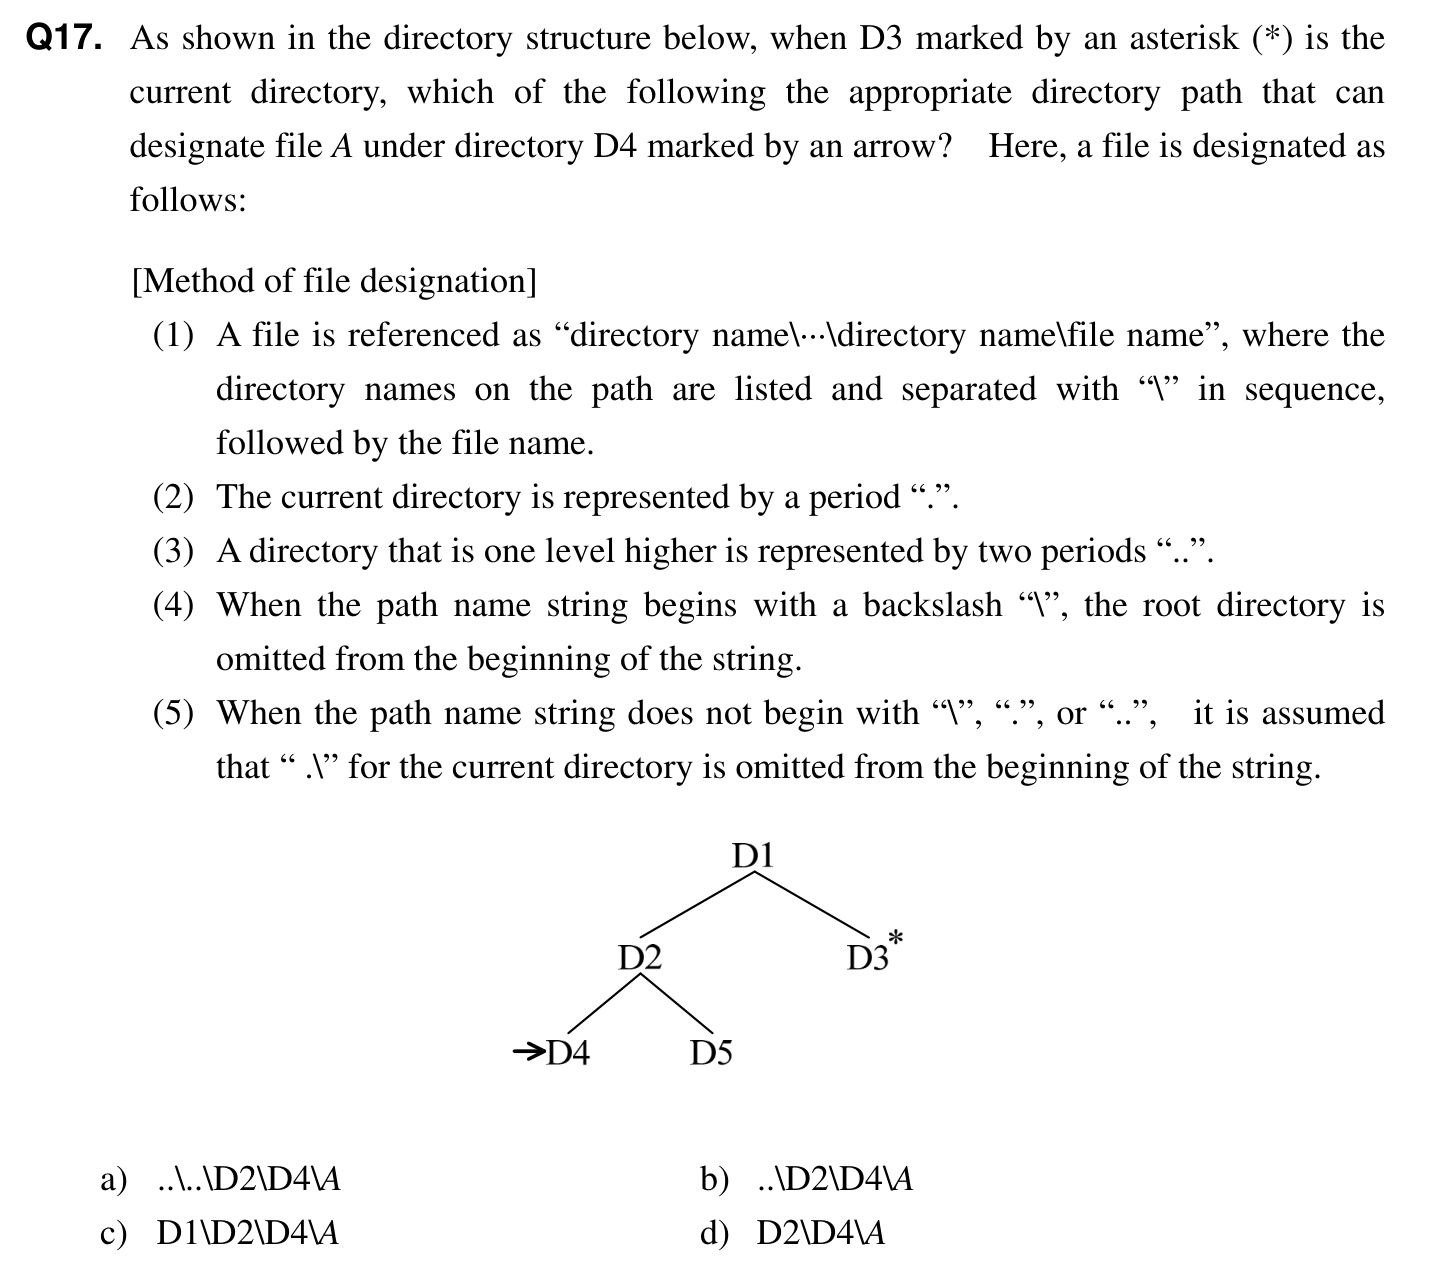 Q17. As shown in the directory structure below, when D3 marked by an asterisk (*) is the
current directory, which of the following the appropriate directory path that can
designate file A under directory D4 marked by an arrow? Here, a file is designated as
follows:
[Method of file designation]
(1) A file is referenced as “directory name\···\directory name\file name”, where the
directory names on the path are listed and separated with “\” in sequence,
followed by the file name.
(2) The current directory is represented by a period “.”.
(3) A directory that is one level higher is represented by two periods “..”.
(4) When the path name string begins with a backslash “\”, the root directory is
omitted from the beginning of the string.
(5) When the path name string does not begin with “\”, “.”, or “..”, it is assumed
that “ .\” for the current directory is omitted from the beginning of the string.
D1
D2 D3*
→D4 D5
a) ..\..\D2\D4\A b) ..\D2\D4\A
c) D1\D2\D4\A d) D2\D4\A